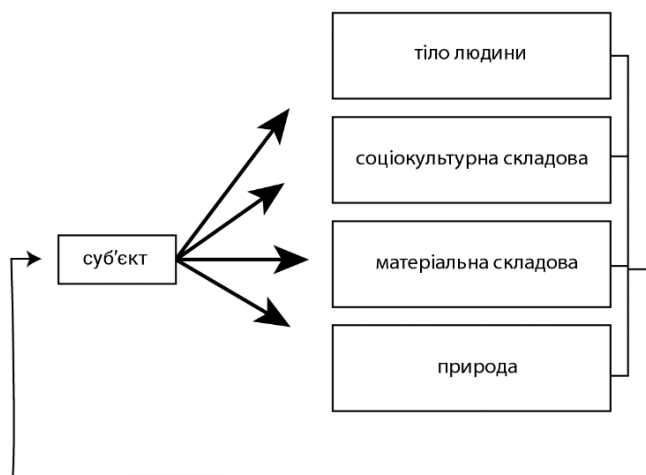 тіло людини
соціокультурна складова
суб'єкт
матеріальна складова
природа